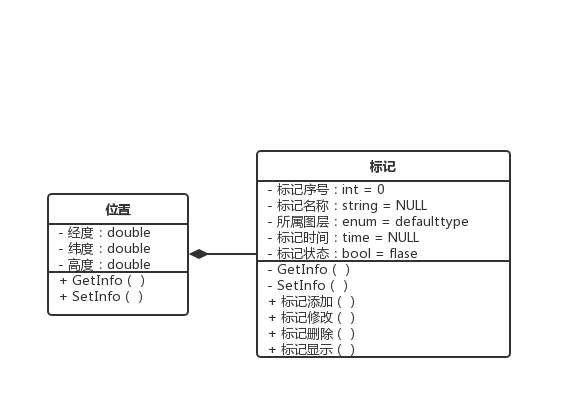 位置
- 经度 : double
- 纬度 : double
- 高度 : double
+ GetInfo (  )
+ SetInfo (  )
标记
- 标记序号 : int = 0
- 标记名称 : string = NULL
- 所属图层 : enum = defaulttype
- 标记时间 : time = NULL
- 标记状态 : bool = flase
- GetInfo (  )
- SetInfo (  )
+ 标记添加 (  )
+ 标记修改 (  )
+ 标记删除 (  )
+ 标记显示 (  )